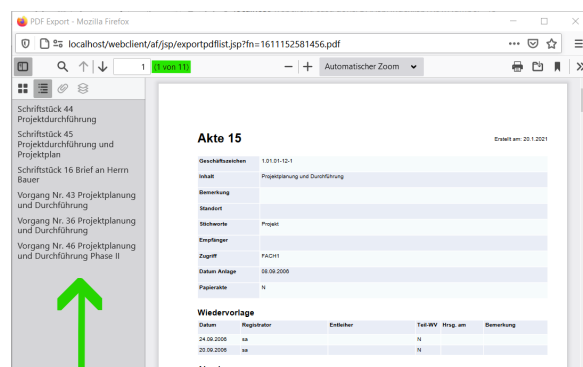 PDF Export - Mozilla Firefox
localhost/webclient/af/jsp/exportpdflist.jsp?fn=1611152581456.pdf
1 (1 von 11) Automatischer Zoom
Schriftstück 44
Projektdurchführung
Schriftstück 45
Projektdurchführung und
Projektplan
Schriftstück 16 Brief an Herrn
Bauer
Vorgang Nr. 43 Projektplanung
und Durchführung
Vorgang Nr. 36 Projektplanung
und Durchführung
Vorgang Nr. 46 Projektplanung
und Durchführung Phase II
Akte 15 Erstellt am: 20.1.2021
Geschäftszeichen 1.01.01-12-1
Inhalt Projektplanung und Durchführung
Bemerkung
Standort
Stichworte Projekt
Empfänger
Zugriff FACH1
Datum Anlage 08.09.2006
Papierakte N
Wiedervorlage
Datum Registrator Entleiher Teil-WV Hrsg. am Bemerkung
24.09.2006 sa N
20.09.2006 sa N